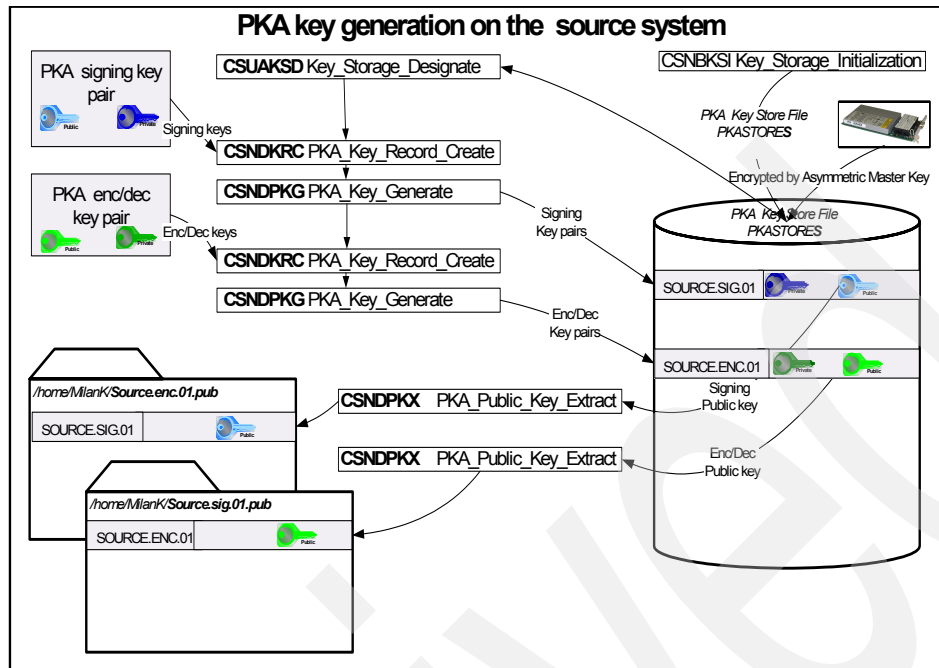 PKA key generation on the source system
PKA signing key
pair
Public
Private
Signing keys
CSUAKSD Key_Storage_Designate
CSNBKSI Key_Storage_Initialization
PKA Key Store File
PKASTORES
Encrypted by Asymmetric Master Key
CSNDKRC PKA_Key_Record_Create
CSNDPKG PKA_Key_Generate
PKA enc/dec
key pair
Public
Private
Enc/Dec keys
CSNDKRC PKA_Key_Record_Create
CSNDPKG PKA_Key_Generate
Signing
Key pairs
Enc/Dec
Key pairs
PKA Key Store File
PKASTORES
SOURCE.SIG.01
Private
Public
SOURCE.ENC.01
Private
Public
Signing
Public key
Enc/Dec
Public key
CSNDPKX PKA_Public_Key_Extract
CSNDPKX PKA_Public_Key_Extract
/home/MilanK/Source.enc.01.pub
SOURCE.SIG.01
Public
/home/MilanK/Source.sig.01.pub
SOURCE.ENC.01
Public